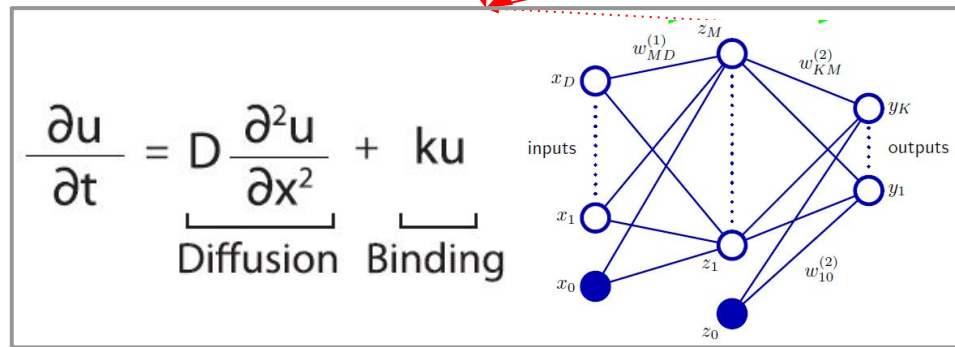 ∂u/∂t = D ∂²u/∂x² + ku
Diffusion Binding
z_M
w_{MD}^{(1)}
w_{KM}^{(2)}
x_D
y_K
inputs
outputs
x_1
y_1
z_1
w_{10}^{(2)}
x_0
z_0